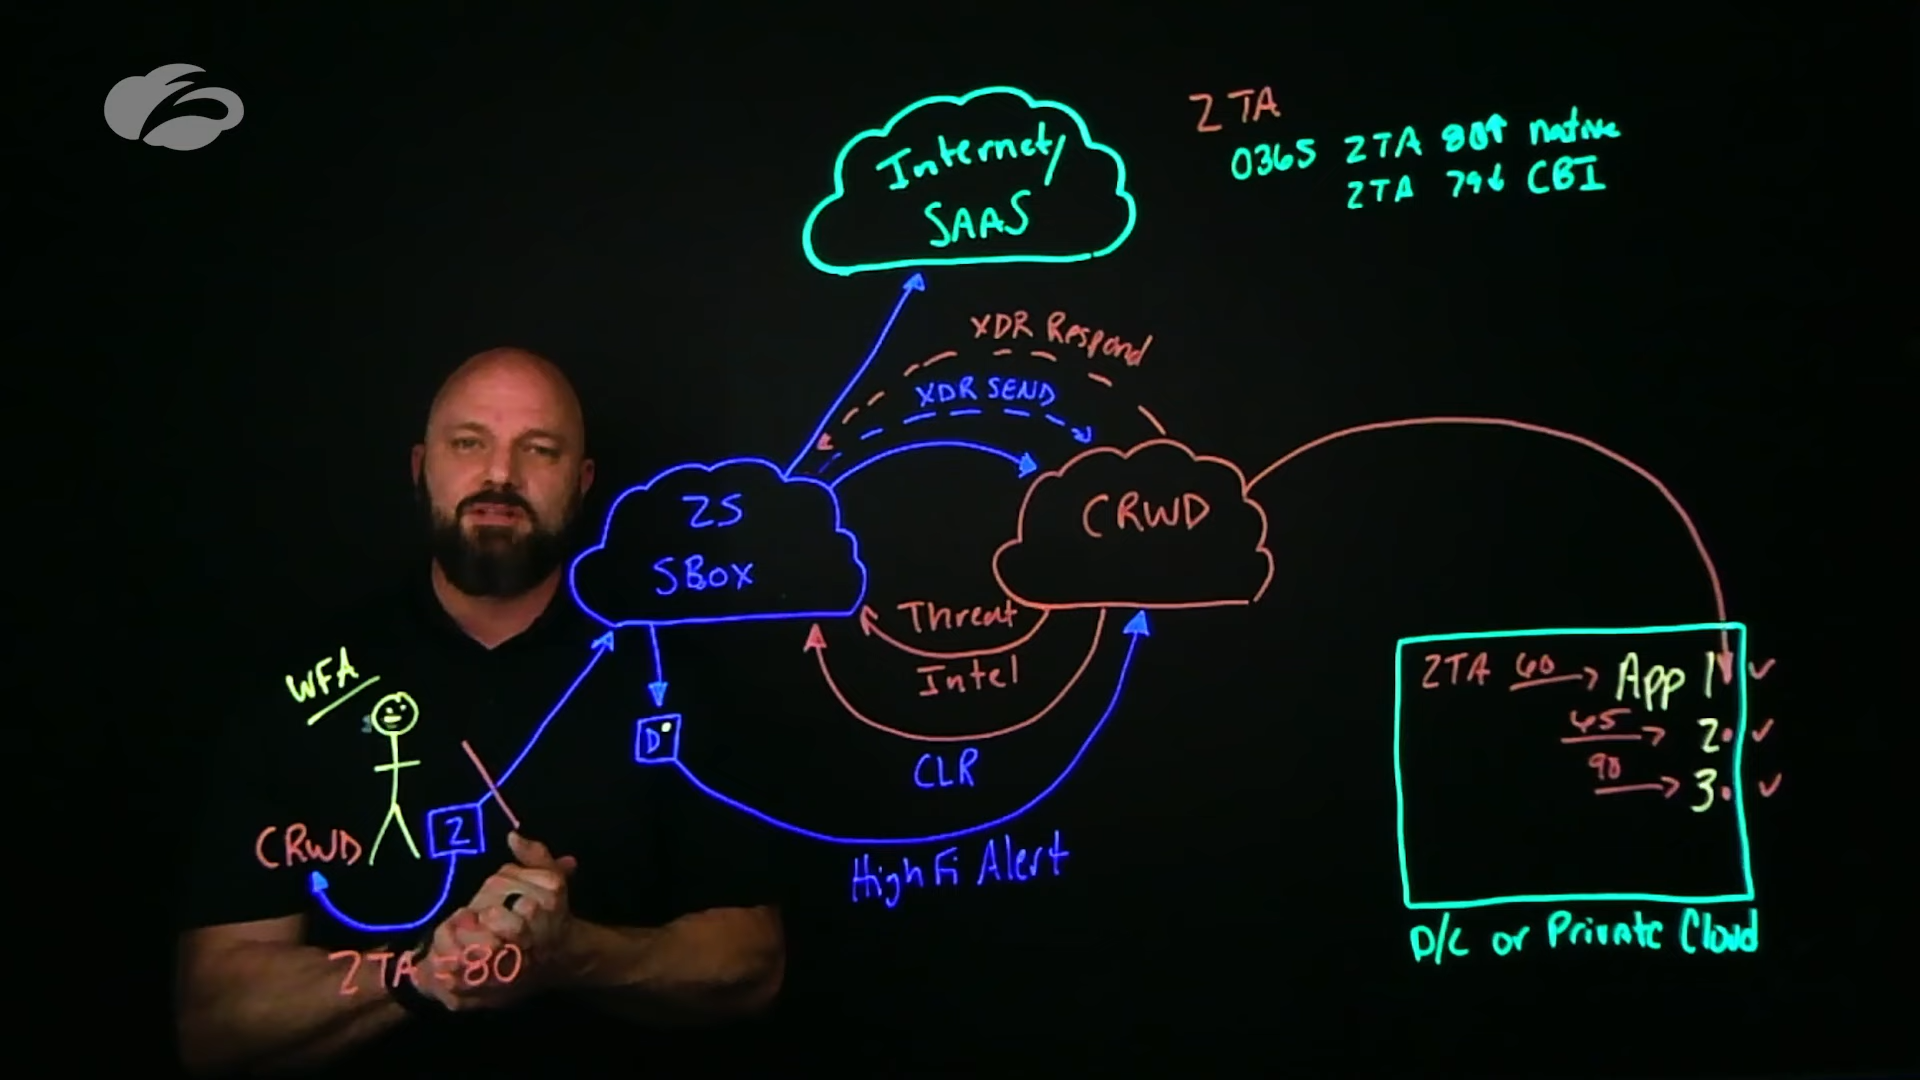 ZTA
O365 ZTA 80↑ native
ZTA 79↓ CBI
Internet/
SAAS
XDR Respond
XDR SEND
ZS
SBOX
CRWD
Threat
Intel
CLR
D
High Fi Alert
WFA
CRWD
Z
ZTA =80
ZTA 60 → App 1 ✓
65 → 2 ✓
90 → 3 ✓
D/C or Private Cloud